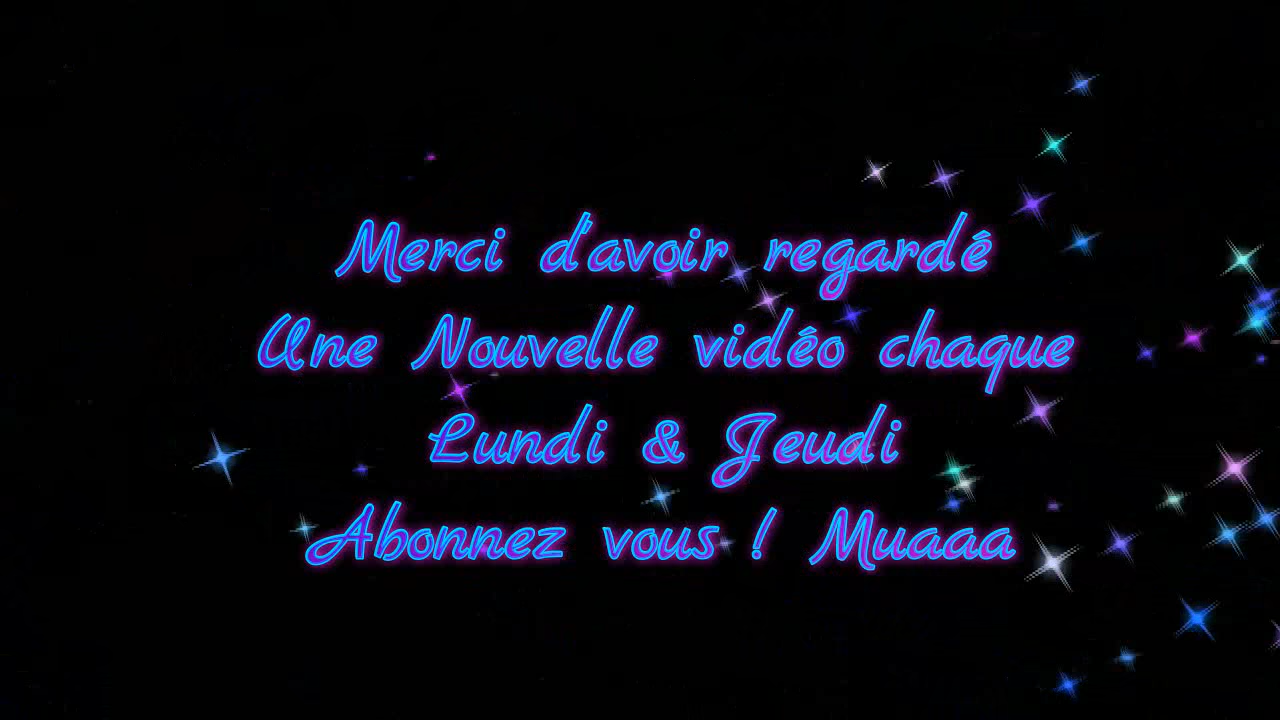 Merci d'avoir regardé
Une Nouvelle vidéo chaque
Lundi & Jeudi
Abonnez vous ! Muaaa